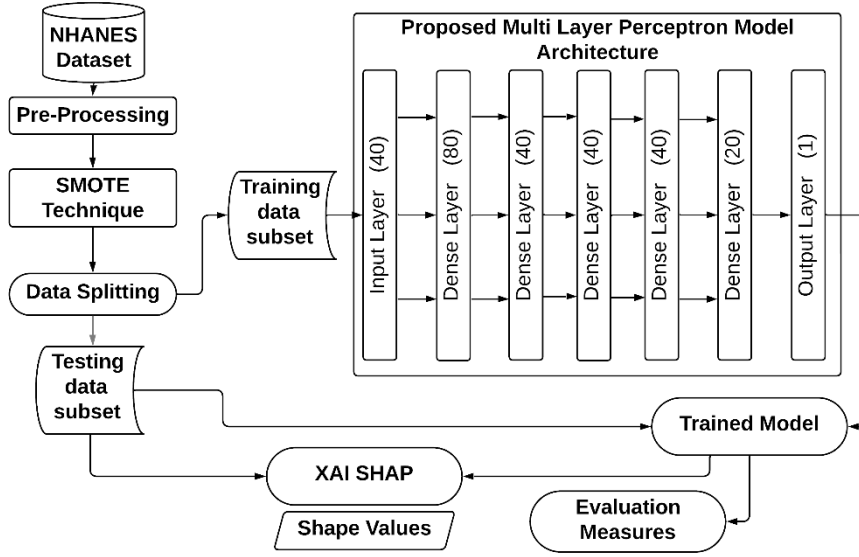 NHANES
Dataset
Pre-Processing
SMOTE
Technique
Data Splitting
Training
data
subset
Testing
data
subset
Proposed Multi Layer Perceptron Model
Architecture
Input Layer (40)
Dense Layer (80)
Dense Layer (40)
Dense Layer (40)
Dense Layer (40)
Dense Layer (20)
Output Layer (1)
Trained Model
XAI SHAP
Shape Values
Evaluation
Measures